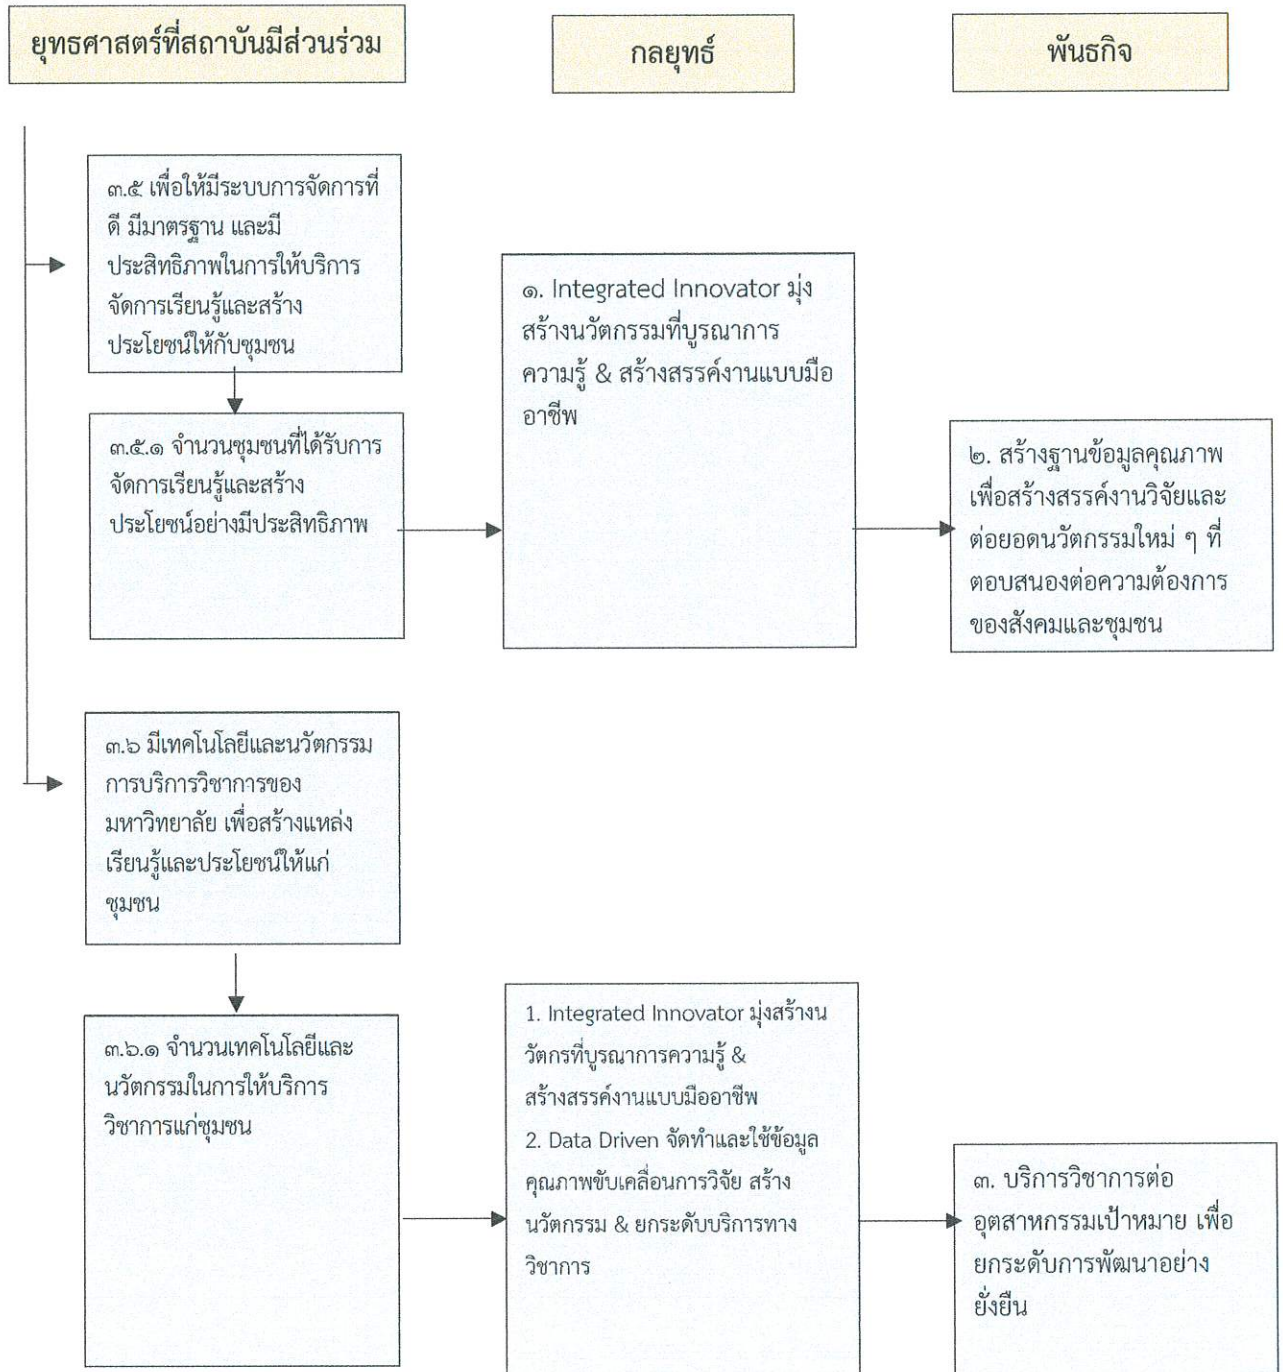 ยุทธศาสตร์ที่สถาบันมีส่วนร่วม
กลยุทธ์
พันธกิจ
๓.๕ เพื่อให้มีระบบการจัดการที่
ดี มีมาตรฐาน และมี
ประสิทธิภาพในการให้บริการ
จัดการเรียนรู้และสร้าง
ประโยชน์ให้กับชุมชน
๓.๕.๑ จำนวนชุมชนที่ได้รับการ
จัดการเรียนรู้และสร้าง
ประโยชน์อย่างมีประสิทธิภาพ
๑. Integrated Innovator มุ่ง
สร้างนวัตกรรมที่บูรณาการ
ความรู้ & สร้างสรรค์งานแบบมือ
อาชีพ
๒. สร้างฐานข้อมูลคุณภาพ
เพื่อสร้างสรรค์งานวิจัยและ
ต่อยอดนวัตกรรมใหม่ ๆ ที่
ตอบสนองต่อความต้องการ
ของสังคมและชุมชน
๓.๖ มีเทคโนโลยีและนวัตกรรม
การบริการวิชาการของ
มหาวิทยาลัย เพื่อสร้างแหล่ง
เรียนรู้และประโยชน์ให้แก่
ชุมชน
๓.๖.๑ จำนวนเทคโนโลยีและ
นวัตกรรมในการให้บริการ
วิชาการแก่ชุมชน
1. Integrated Innovator มุ่งสร้างน
วัตกรที่บูรณาการความรู้ &
สร้างสรรค์งานแบบมืออาชีพ
2. Data Driven จัดทำและใช้ข้อมูล
คุณภาพขับเคลื่อนการวิจัย สร้าง
นวัตกรรม & ยกระดับบริการทาง
วิชาการ
๓. บริการวิชาการต่อ
อุตสาหกรรมเป้าหมาย เพื่อ
ยกระดับการพัฒนาอย่าง
ยั่งยืน